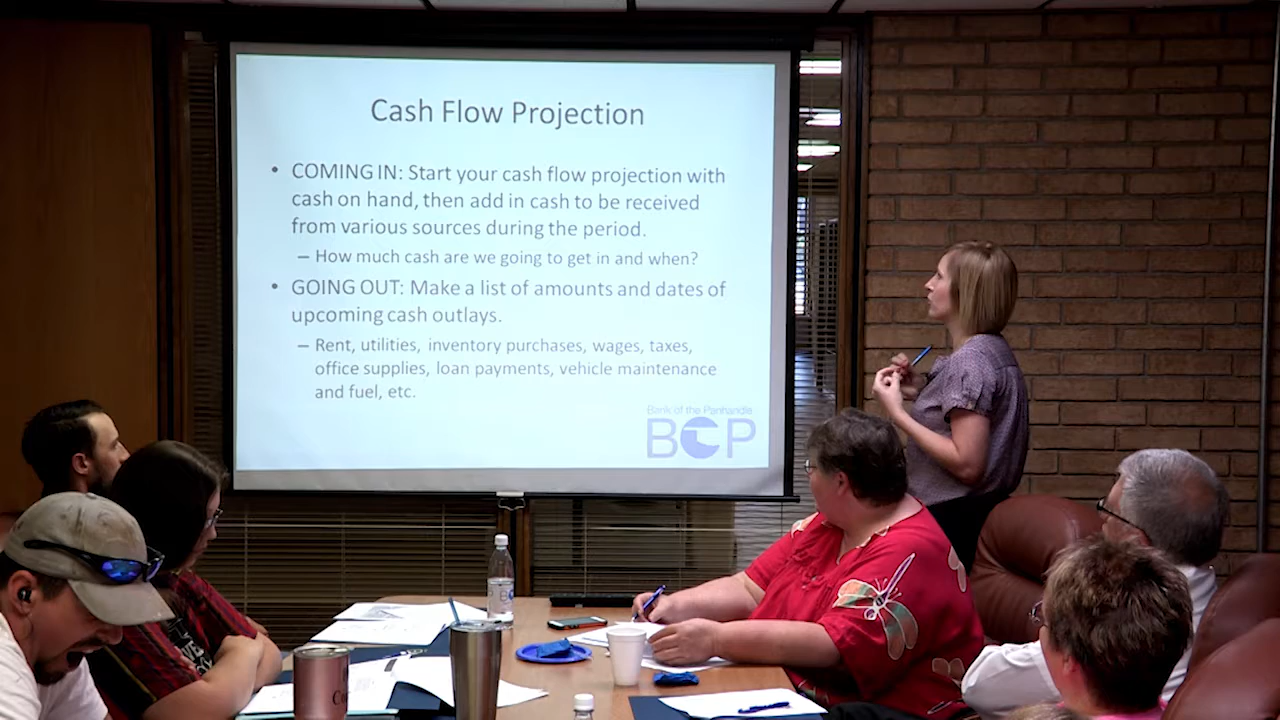 Cash Flow Projection
• COMING IN: Start your cash flow projection with
cash on hand, then add in cash to be received
from various sources during the period.
– How much cash are we going to get in and when?
• GOING OUT: Make a list of amounts and dates of
upcoming cash outlays.
– Rent, utilities, inventory purchases, wages, taxes,
office supplies, loan payments, vehicle maintenance
and fuel, etc.
Bank of the Panhandle
BOP